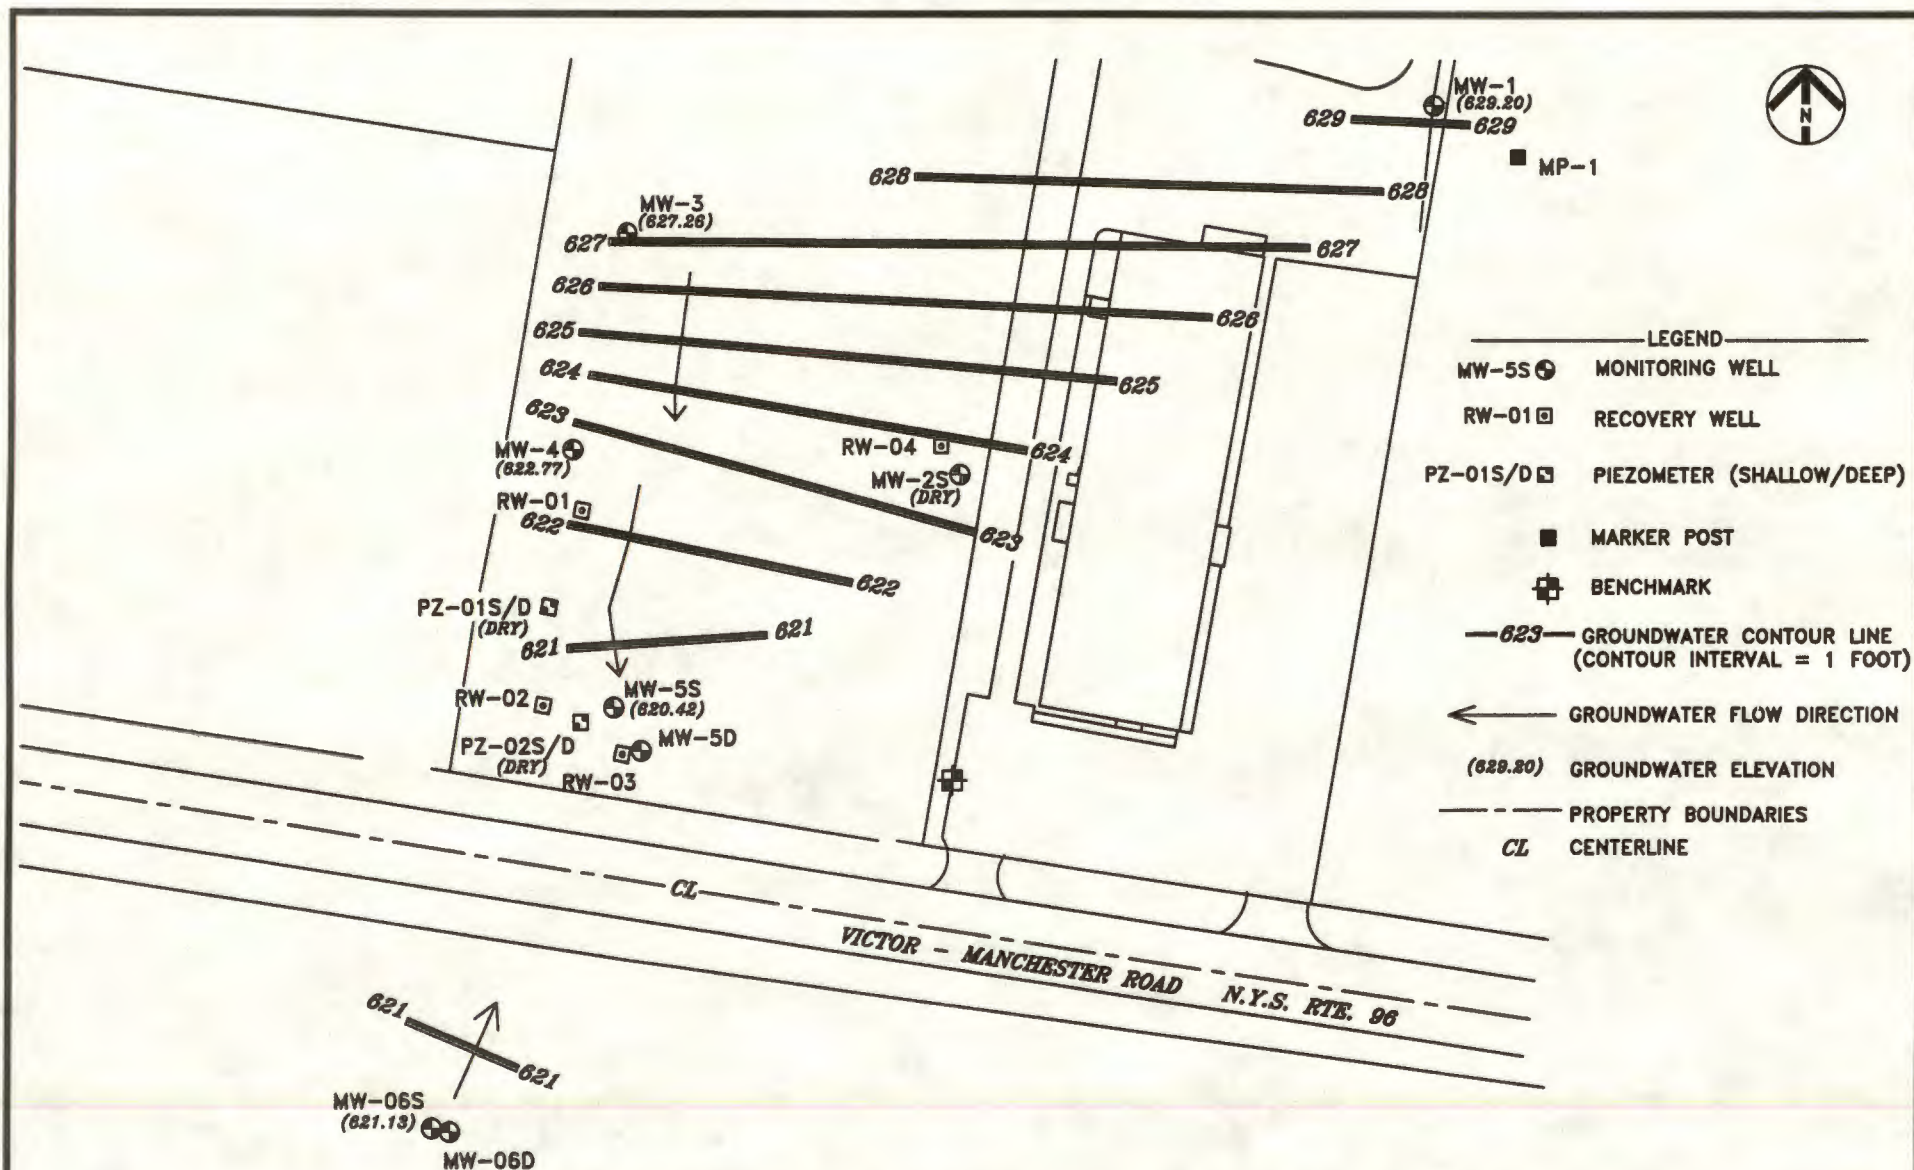 MW-1
(629.20)
629
629
N
MP-1
628
628
MW-3
(627.26)
627
627
626
626
625
625
624
624
623
623
MW-4
(622.77)
RW-04
MW-2S
(DRY)
RW-01
622
622
PZ-01S/D
(DRY)
621
621
RW-02
MW-5S
(620.42)
PZ-02S/D
(DRY)
MW-5D
RW-03
LEGEND
MW-5S MONITORING WELL
RW-01 RECOVERY WELL
PZ-01S/D PIEZOMETER (SHALLOW/DEEP)
MARKER POST
BENCHMARK
623 GROUNDWATER CONTOUR LINE
(CONTOUR INTERVAL = 1 FOOT)
GROUNDWATER FLOW DIRECTION
(629.20) GROUNDWATER ELEVATION
PROPERTY BOUNDARIES
CL CENTERLINE
CL
VICTOR - MANCHESTER ROAD N.Y.S. RTE. 96
621
621
MW-06S
(621.13)
MW-06D